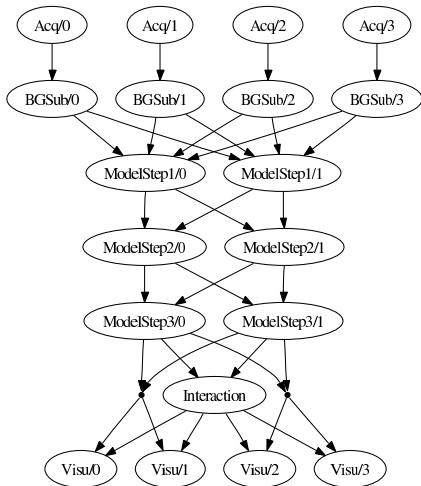 Acq/0 Acq/1 Acq/2 Acq/3
BGSub/0 BGSub/1 BGSub/2 BGSub/3
ModelStep1/0 ModelStep1/1
ModelStep2/0 ModelStep2/1
ModelStep3/0 ModelStep3/1
Interaction
Visu/0 Visu/1 Visu/2 Visu/3